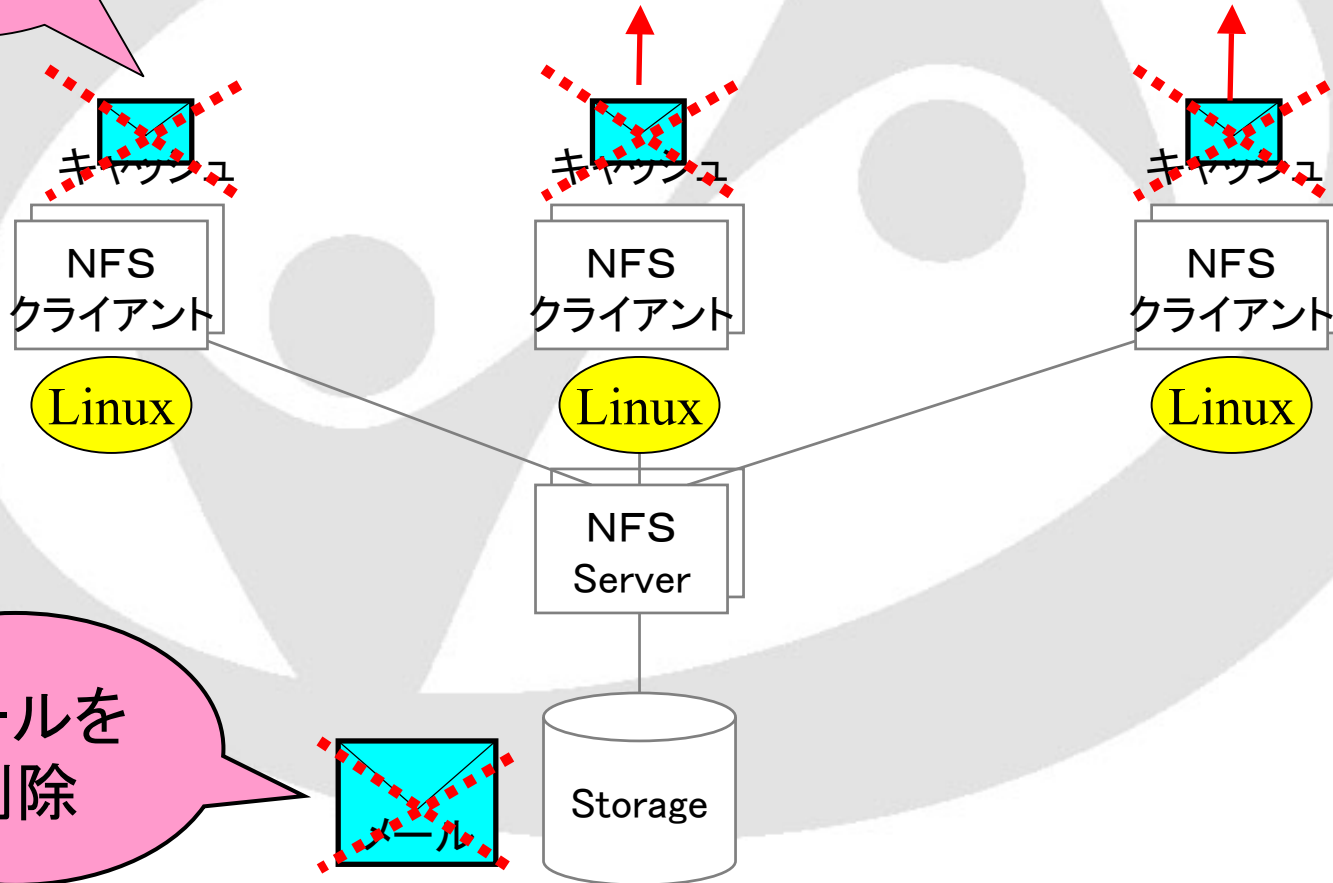 キャッシュ
キャッシュ
キャッシュ
ＮＦＳ
クライアント
ＮＦＳ
クライアント
ＮＦＳ
クライアント
Linux
Linux
Linux
ＮＦＳ
Server
ールを
除
メール
Storage